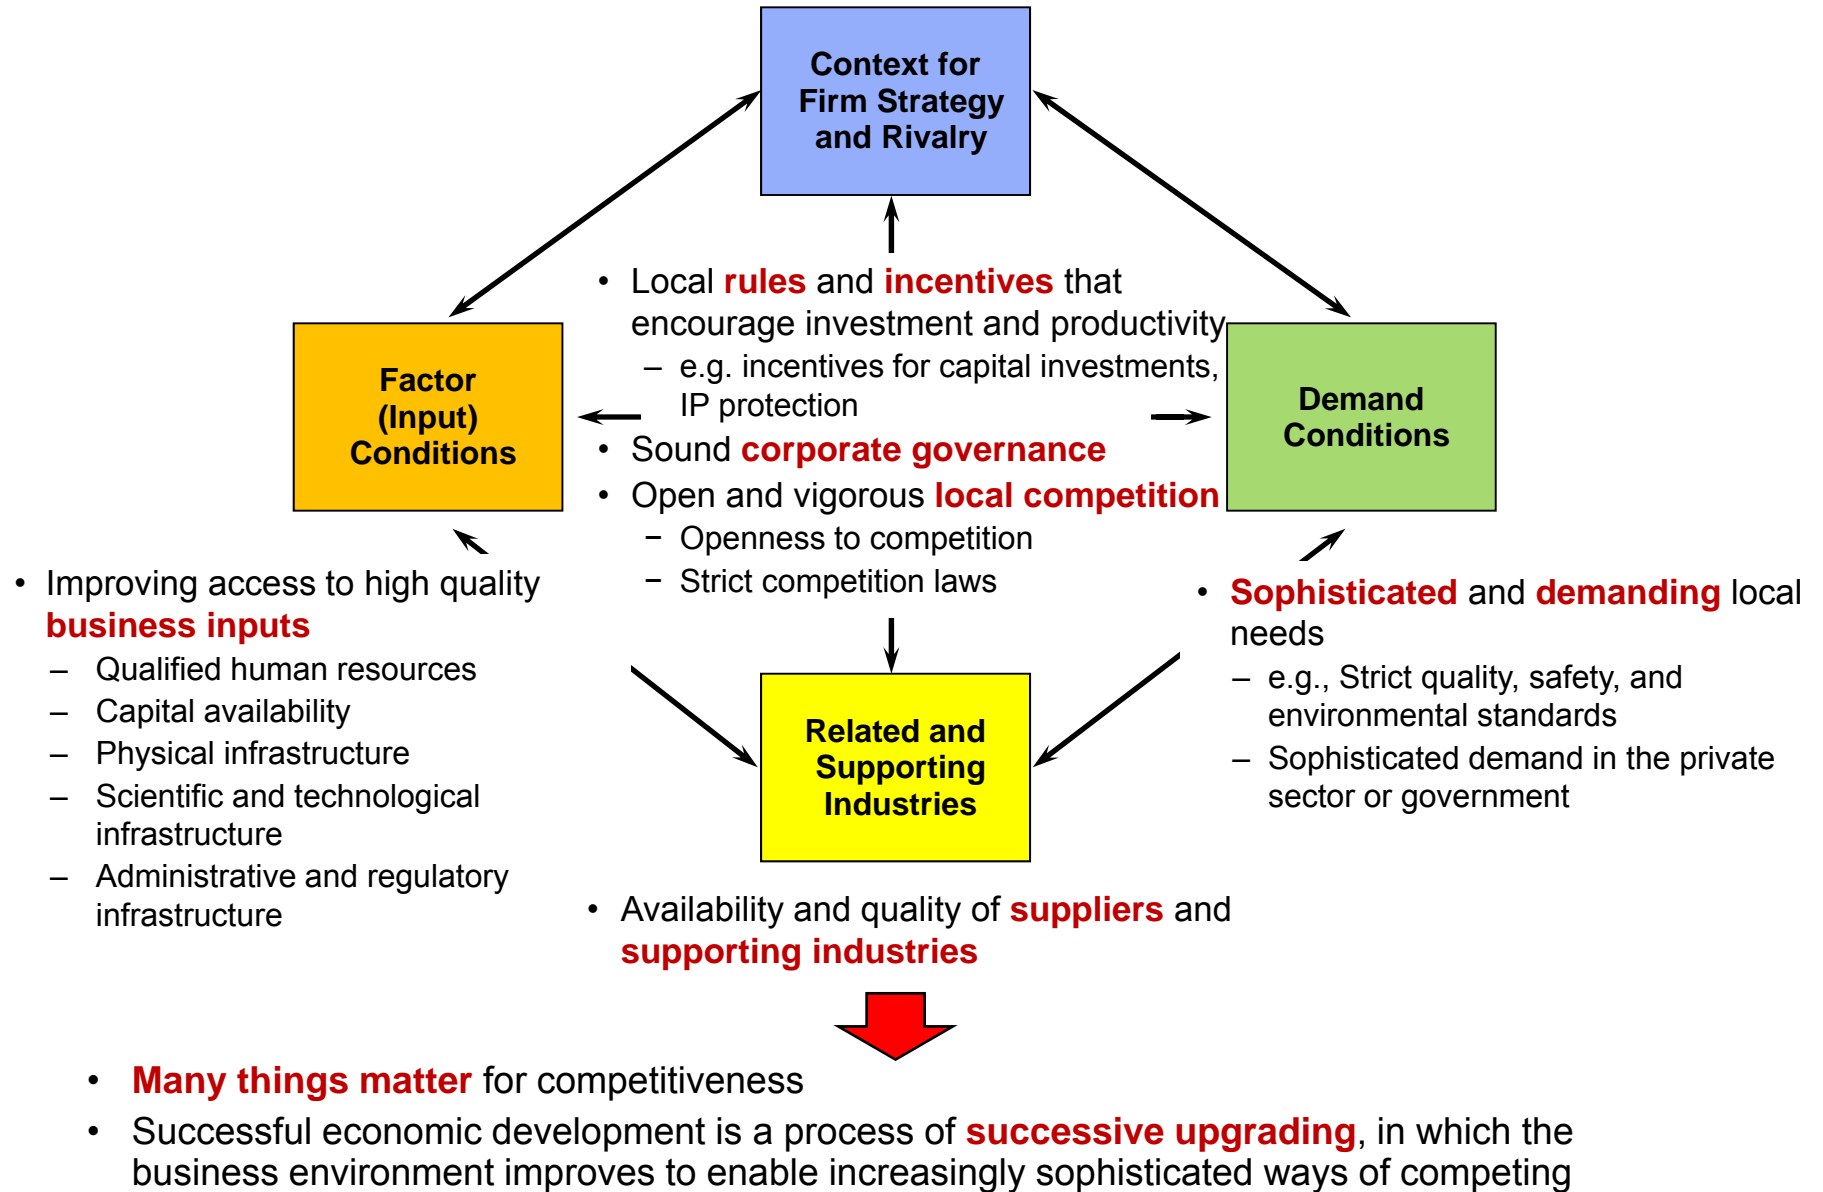 Context for
Firm Strategy
and Rivalry
• Local rules and incentives that
encourage investment and productivity
– e.g. incentives for capital investments,
IP protection
• Sound corporate governance
• Open and vigorous local competition
− Openness to competition
− Strict competition laws
Factor
(Input)
Conditions
Demand
Conditions
• Improving access to high quality
business inputs
– Qualified human resources
– Capital availability
– Physical infrastructure
– Scientific and technological
infrastructure
– Administrative and regulatory
infrastructure
• Sophisticated and demanding local
needs
– e.g., Strict quality, safety, and
environmental standards
– Sophisticated demand in the private
sector or government
Related and
Supporting
Industries
• Availability and quality of suppliers and
supporting industries
• Many things matter for competitiveness
• Successful economic development is a process of successive upgrading, in which the
business environment improves to enable increasingly sophisticated ways of competing